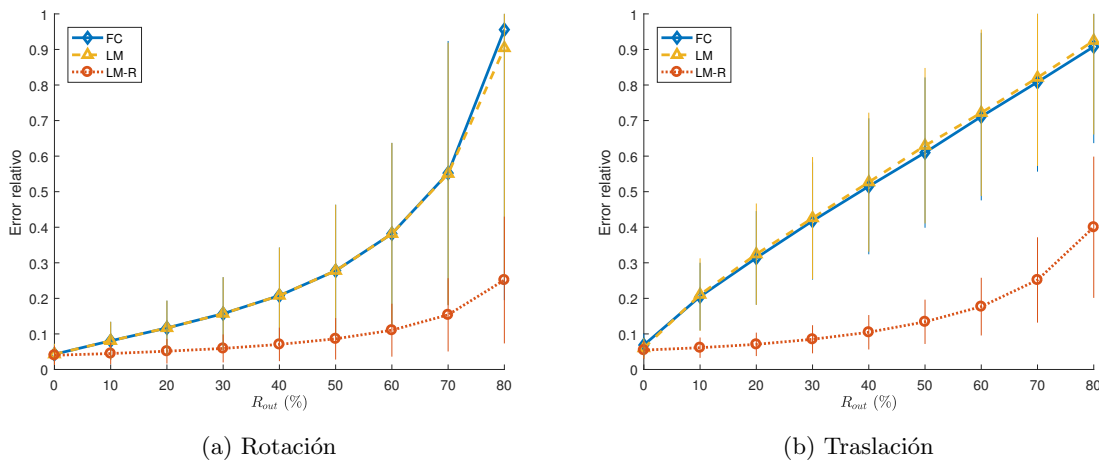 1
0.9
0.8
0.7
0.6
0.5
0.4
0.3
0.2
0.1
0
Error relativo
FC
LM
LM-R
0 10 20 30 40 50 60 70 80
R_out (%)
(a) Rotación
1
0.9
0.8
0.7
0.6
0.5
0.4
0.3
0.2
0.1
0
Error relativo
FC
LM
LM-R
0 10 20 30 40 50 60 70 80
R_out (%)
(b) Traslación